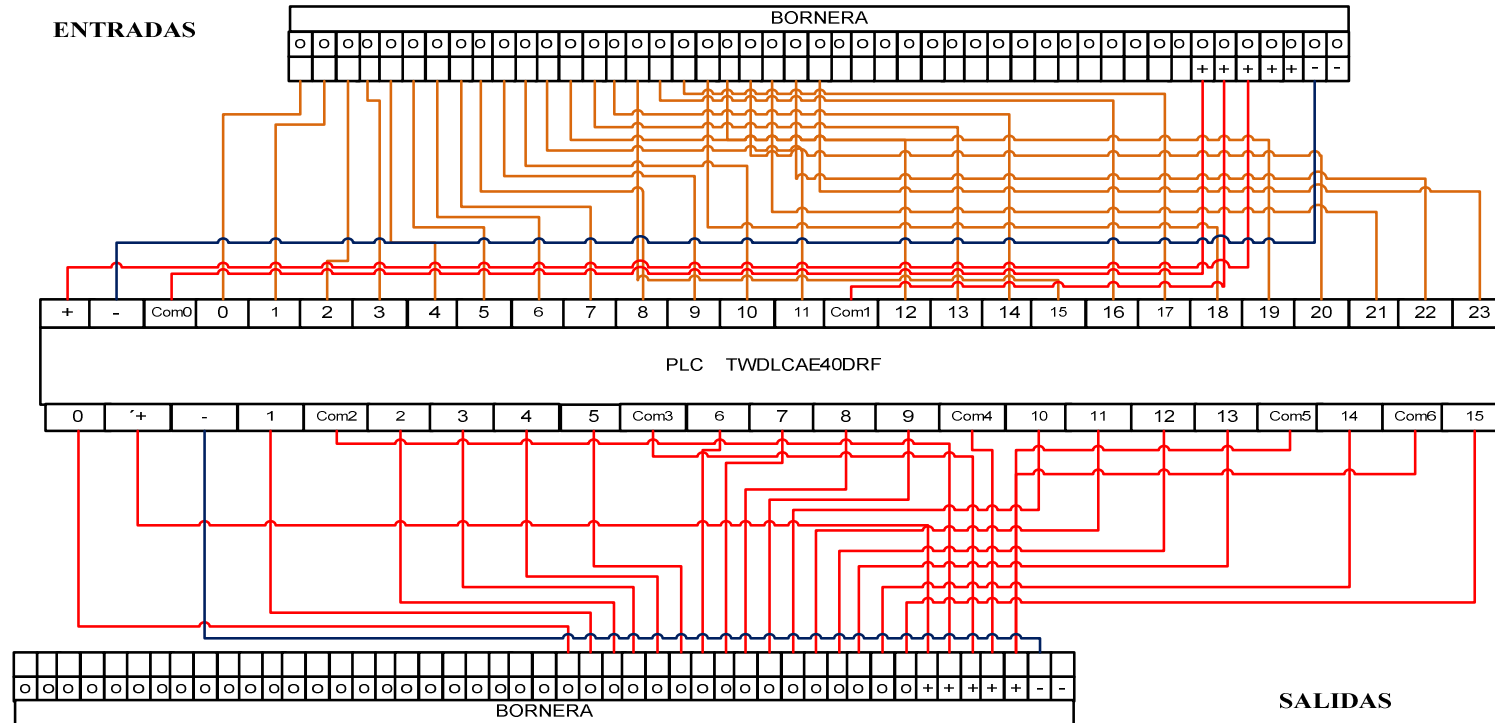 ENTRADAS
BORNERA
O O O O O O O O O O O O O O O O O O O O O O O O O O O O O O O O O O O O O O O O O O O O O O O
+ + + + + - -
+ - Com0 0 1 2 3 4 5 6 7 8 9 10 11 Com1 12 13 14 15 16 17 18 19 20 21 22 23
PLC TWDLCAE40DRF
0 ´+ - 1 Com2 2 3 4 5 Com3 6 7 8 9 Com4 10 11 12 13 Com5 14 Com6 15
O O O O O O O O O O O O O O O O O O O O O O O O O O O O O O O O O O O O O O O O + + + + + - -
BORNERA
SALIDAS